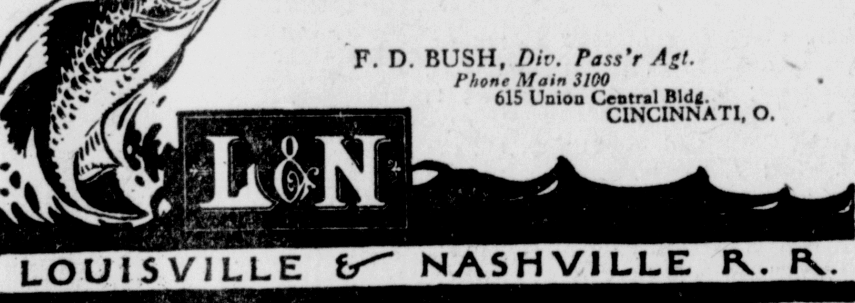 F. D. BUSH, Div. Pass'r Agt.
Phone Main 3100
615 Union Central Bldg.
CINCINNATI, O.
L&N
LOUISVILLE & NASHVILLE R. R.